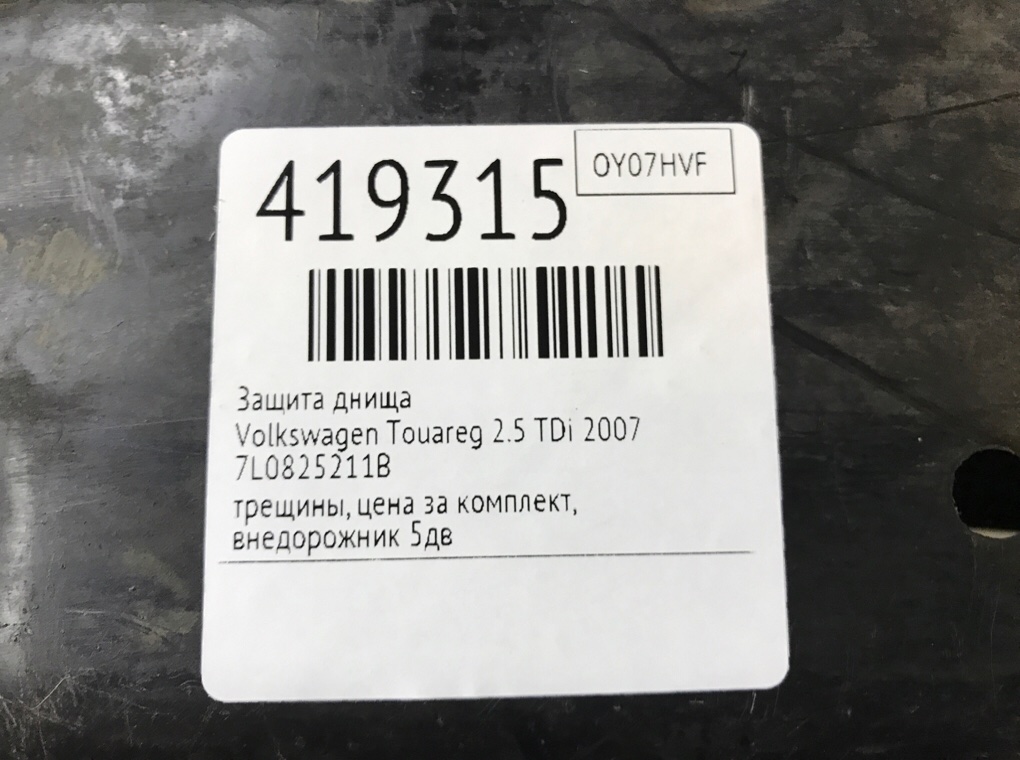 419315
OY07HVF
Защита днища
Volkswagen Touareg 2.5 TDi 2007
7L0825211B
трещины, цена за комплект,
внедорожник 5дв